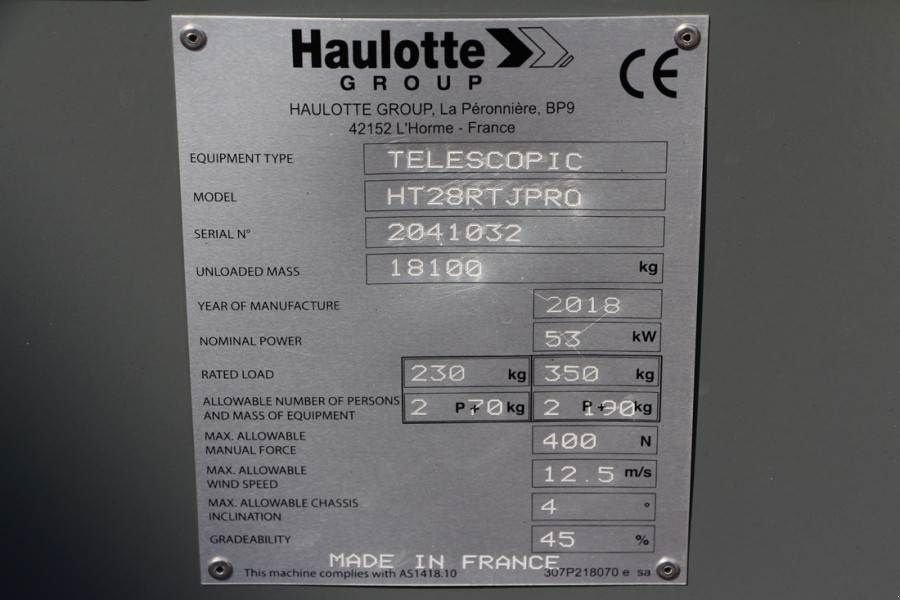 Haulotte
GROUP
CE
HAULOTTE GROUP, La Péronnière, BP9
42152 L'Horme - France
EQUIPMENT TYPE TELESCOPIC
MODEL HT28RTJPRO
SERIAL N° 2041032
UNLOADED MASS 18100 kg
YEAR OF MANUFACTURE 2018
NOMINAL POWER 53 kW
RATED LOAD 230 kg 350 kg
ALLOWABLE NUMBER OF PERSONS
AND MASS OF EQUIPMENT 2 P + 70 kg 2 P + 190 kg
MAX. ALLOWABLE
MANUAL FORCE 400 N
MAX. ALLOWABLE
WIND SPEED 12.5 m/s
MAX. ALLOWABLE CHASSIS
INCLINATION 4 °
GRADEABILITY 45 %
MADE IN FRANCE
This machine complies with AS1418.10 307P218070 e sa